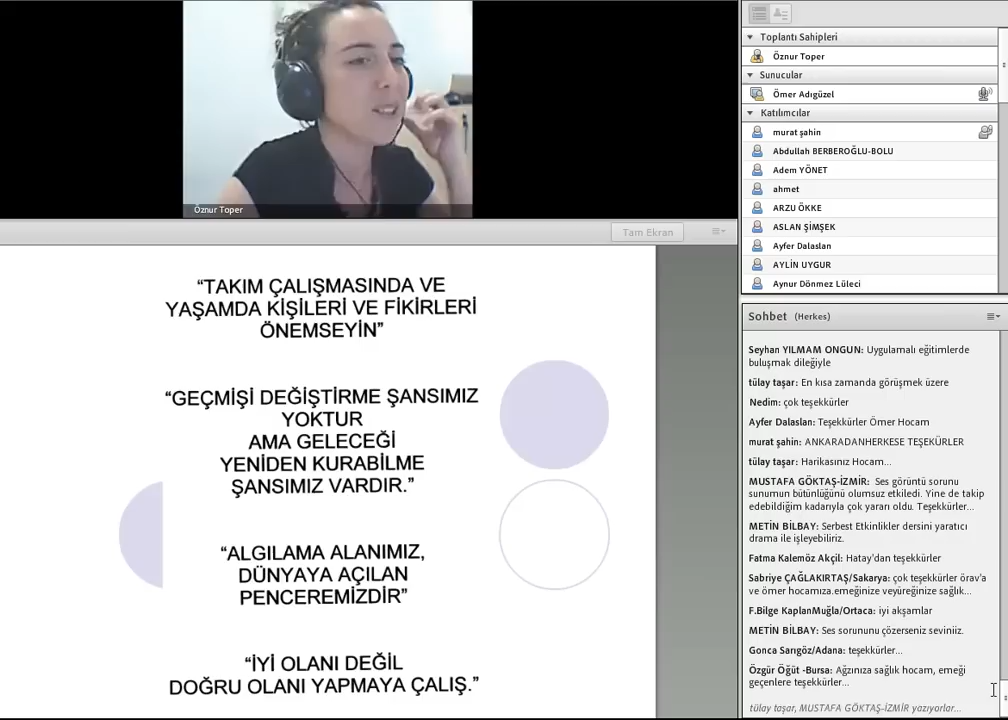 Öznur Toper
Tam Ekran
“TAKIM ÇALIŞMASINDA VE
YAŞAMDA KİŞİLERİ VE FİKİRLERİ
ÖNEMSEYİN”
“GEÇMİŞİ DEĞİŞTİRME ŞANSIMIZ
YOKTUR
AMA GELECEĞİ
YENİDEN KURABİLME
ŞANSIMIZ VARDIR.”
“ALGILAMA ALANIMIZ,
DÜNYAYA AÇILAN
PENCEREMİZDİR”
“İYİ OLANI DEĞİL
DOĞRU OLANI YAPMAYA ÇALIŞ.”
Toplantı Sahipleri
Öznur Toper
Sunucular
Ömer Adıgüzel
Katılımcılar
murat şahin
Abdullah BERBEROĞLU-BOLU
Adem YÖNET
ahmet
ARZU ÖKKE
ASLAN ŞİMŞEK
Ayfer Dalaslan
AYLİN UYGUR
Aynur Dönmez Lüleci
Sohbet (Herkes)
Seyhan YILMAM ONGUN: Uygulamalı eğitimlerde
buluşmak dileğiyle
tülay taşar: En kısa zamanda görüşmek üzere
Nedim: çok teşekkürler
Ayfer Dalaslan: Teşekkürler Ömer Hocam
murat şahin: ANKARADANHERKESE TEŞEKÜRLER
tülay taşar: Harikasınız Hocam...
MUSTAFA GÖKTAŞ-İZMİR: Ses görüntü sorunu
sunumun bütünlüğünü olumsuz etkiledi. Yine de takip
edebildiğim kadarıyla çok yararı oldu. Teşekkürler...
METİN BİLBAY: Serbest Etkinlikler dersini yaratıcı
drama ile işleyebiliriz.
Fatma Kalemöz Akçil: Hatay'dan teşekkürler
Sabriye ÇAĞLAKIRTAŞ/Sakarya: çok teşekkürler örav'a
ve ömer hocamıza.emeğinize veyüreğinize sağlık...
F.Bilge KaplanMuğla/Ortaca: iyi akşamlar
METİN BİLBAY: Ses sorununu çözerseniz seviniiz.
Gonca Sarıgöz/Adana: teşekkürler...
Özgür Öğüt -Bursa: Ağzınıza sağlık hocam, emeği
geçenlere teşekkürler...
tülay taşar, MUSTAFA GÖKTAŞ-İZMİR yazıyorlar...